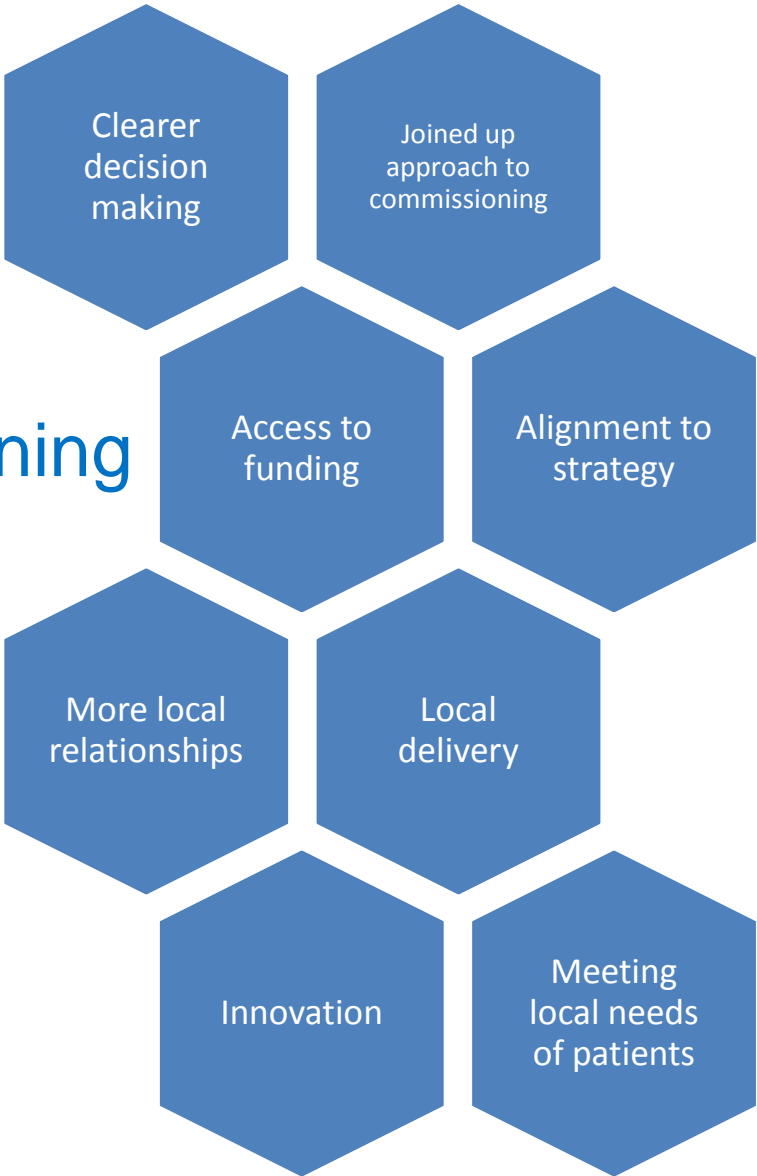 Clearer
decision
making
Joined up
approach to
commissioning
ning
Access to
funding
Alignment to
strategy
More local
relationships
Local
delivery
Innovation
Meeting
local needs
of patients